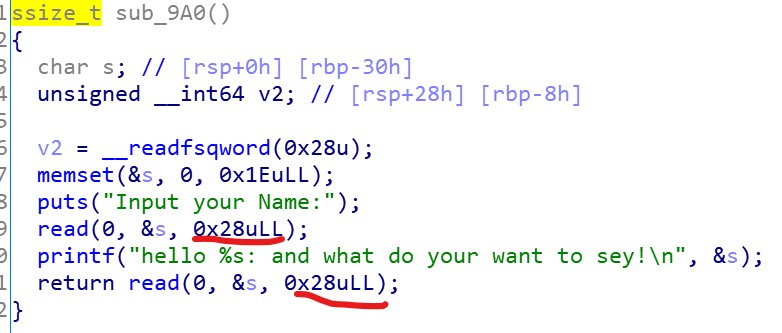 1 ssize_t sub_9A0()
2 {
3 char s; // [rsp+0h] [rbp-30h]
4 unsigned __int64 v2; // [rsp+28h] [rbp-8h]
5
6 v2 = __readfsqword(0x28u);
7 memset(&s, 0, 0x1EuLL);
8 puts("Input your Name:");
9 read(0, &s, 0x28uLL);
0 printf("hello %s: and what do your want to sey!\n", &s);
1 return read(0, &s, 0x28uLL);
2 }